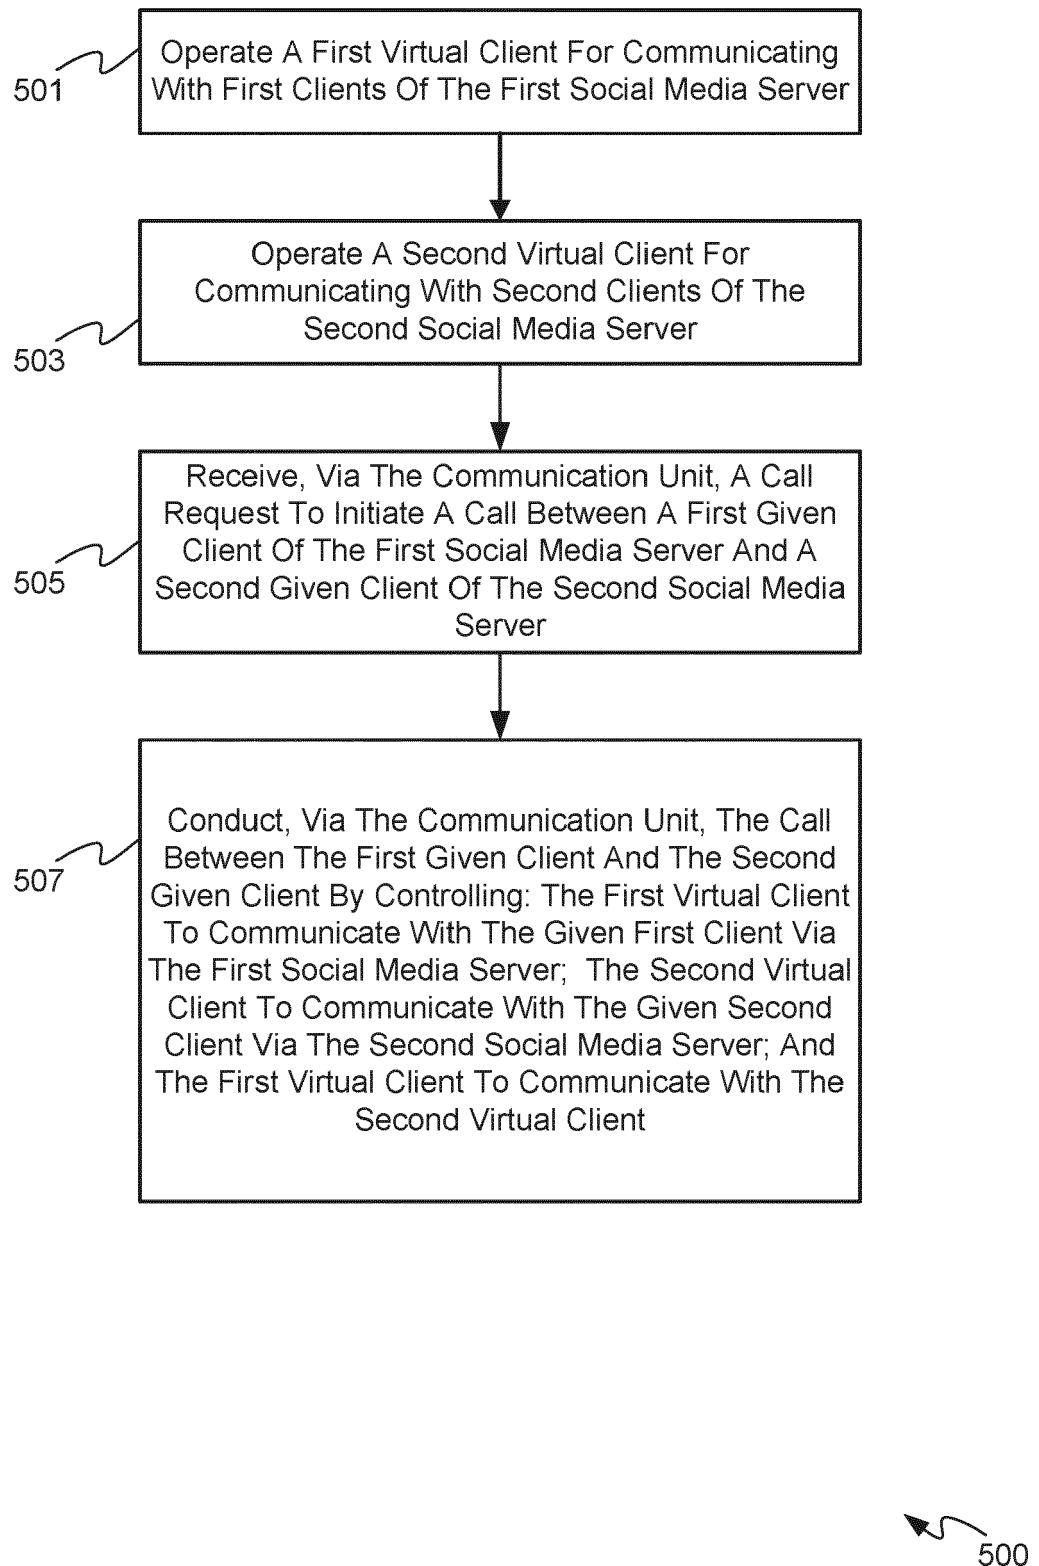 Operate A First Virtual Client For Communicating
With First Clients Of The First Social Media Server
501
Operate A Second Virtual Client For
Communicating With Second Clients Of The
Second Social Media Server
503
Receive, Via The Communication Unit, A Call
Request To Initiate A Call Between A First Given
Client Of The First Social Media Server And A
Second Given Client Of The Second Social Media
Server
505
Conduct, Via The Communication Unit, The Call
Between The First Given Client And The Second
Given Client By Controlling: The First Virtual Client
To Communicate With The Given First Client Via
The First Social Media Server; The Second Virtual
Client To Communicate With The Given Second
Client Via The Second Social Media Server; And
The First Virtual Client To Communicate With The
Second Virtual Client
507
500